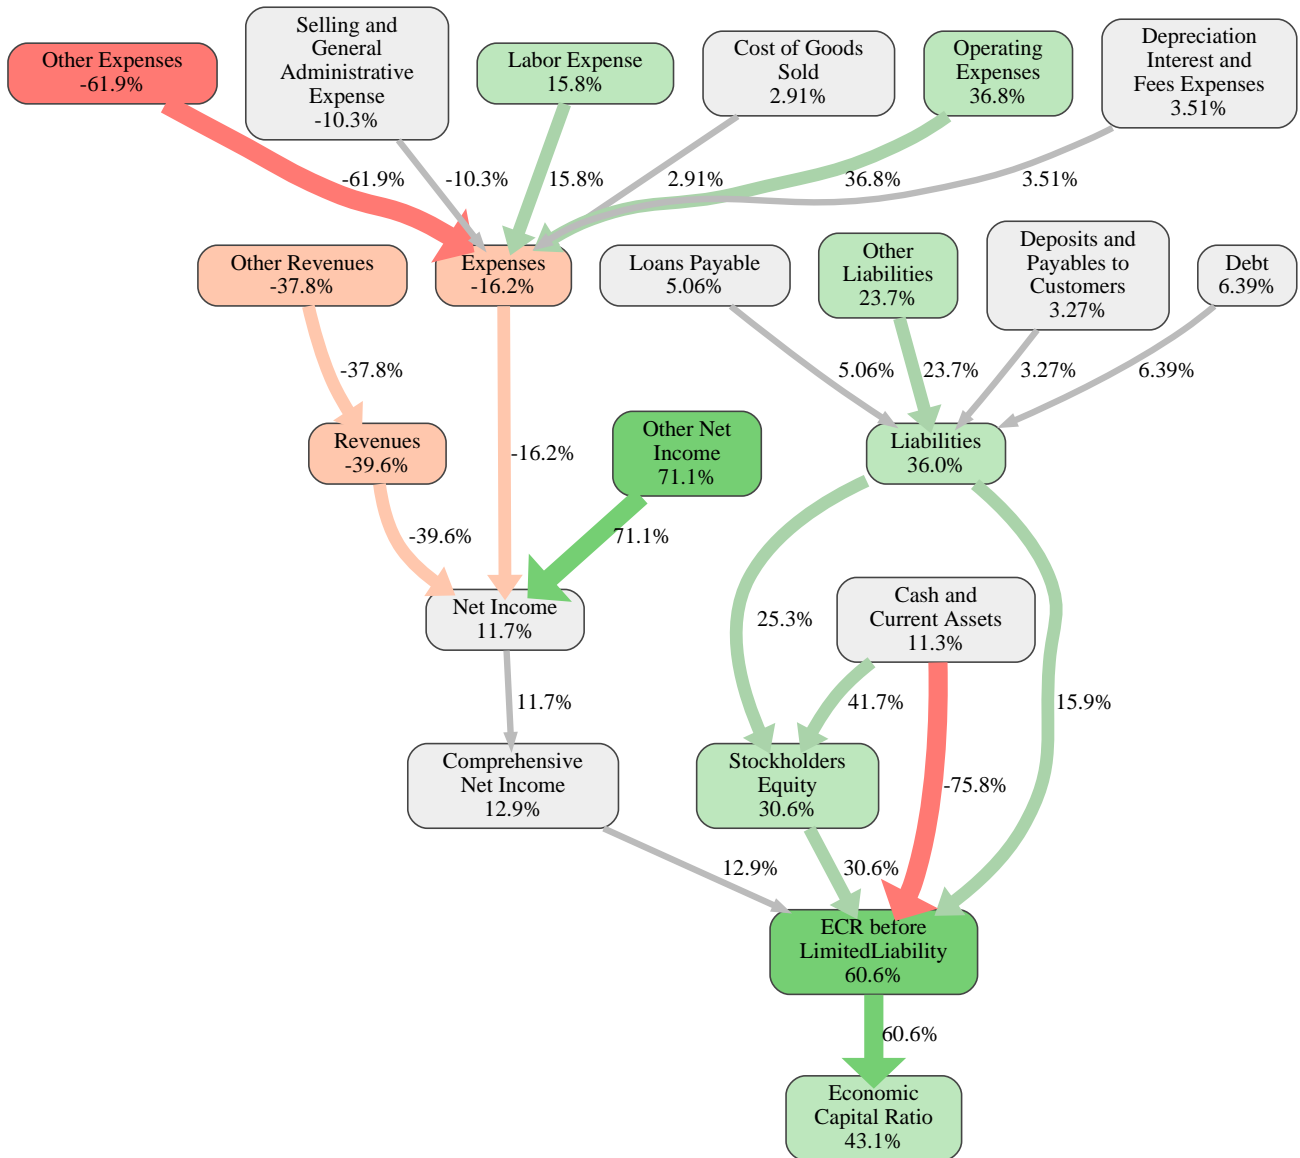 Other Expenses
-61.9%
Selling and
General
Administrative
Expense
-10.3%
Labor Expense
15.8%
Cost of Goods
Sold
2.91%
Operating
Expenses
36.8%
Depreciation
Interest and
Fees Expenses
3.51%
-61.9%
-10.3%
15.8%
2.91%
36.8%
3.51%
Other Revenues
-37.8%
Expenses
-16.2%
Loans Payable
5.06%
Other
Liabilities
23.7%
Deposits and
Payables to
Customers
3.27%
Debt
6.39%
-37.8%
5.06%
23.7%
3.27%
6.39%
Revenues
-39.6%
-16.2%
Other Net
Income
71.1%
Liabilities
36.0%
-39.6%
71.1%
Net Income
11.7%
25.3%
Cash and
Current Assets
11.3%
11.7%
41.7%
15.9%
Comprehensive
Net Income
12.9%
Stockholders
Equity
30.6%
-75.8%
12.9%
30.6%
ECR before
LimitedLiability
60.6%
60.6%
Economic
Capital Ratio
43.1%